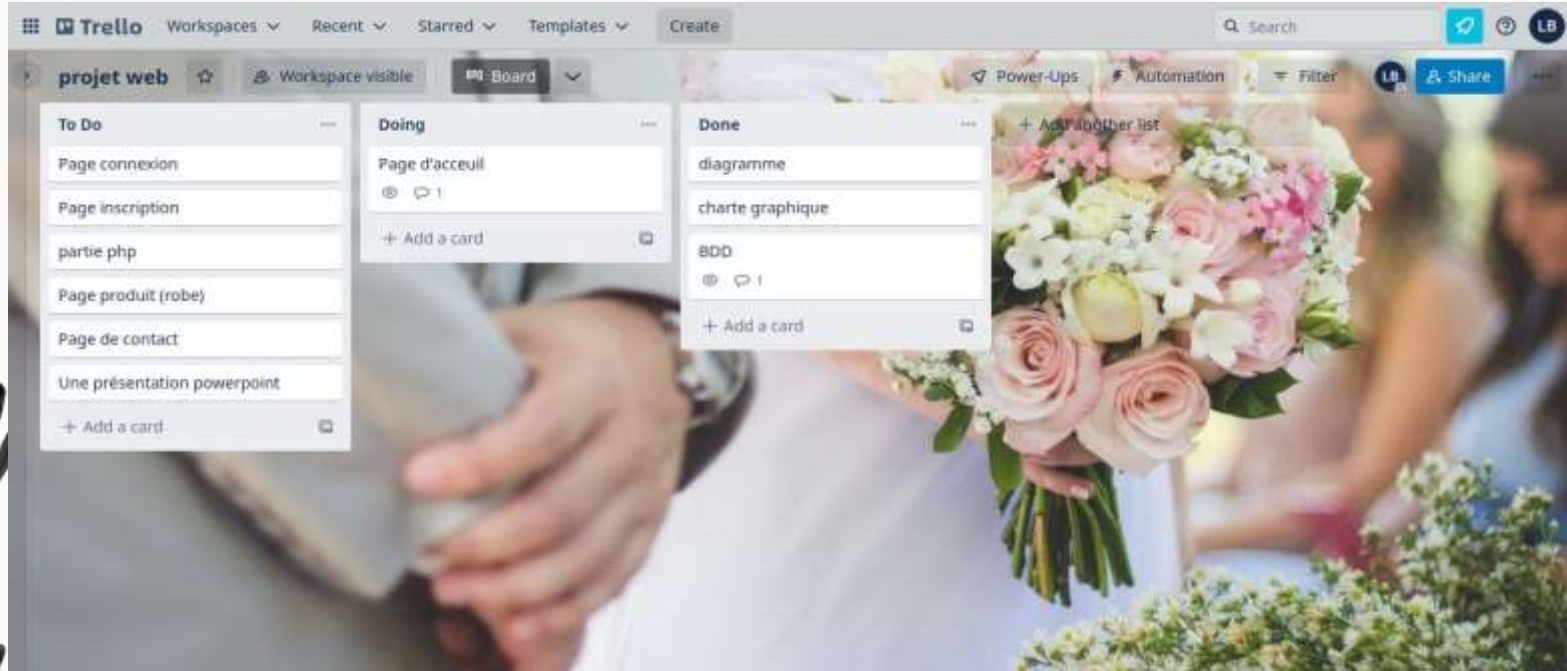 Trello Workspaces Recent Starred Templates Create Search LB
projet web Workspace visible Board Power-Ups Automation Filter LB Share
To Do
Page connexion
Page inscription
partie php
Page produit (robe)
Page de contact
Une présentation powerpoint
+ Add a card
Doing
Page d'acceuil
1
+ Add a card
Done
diagramme
charte graphique
BDD
1
+ Add a card
+ Add another list